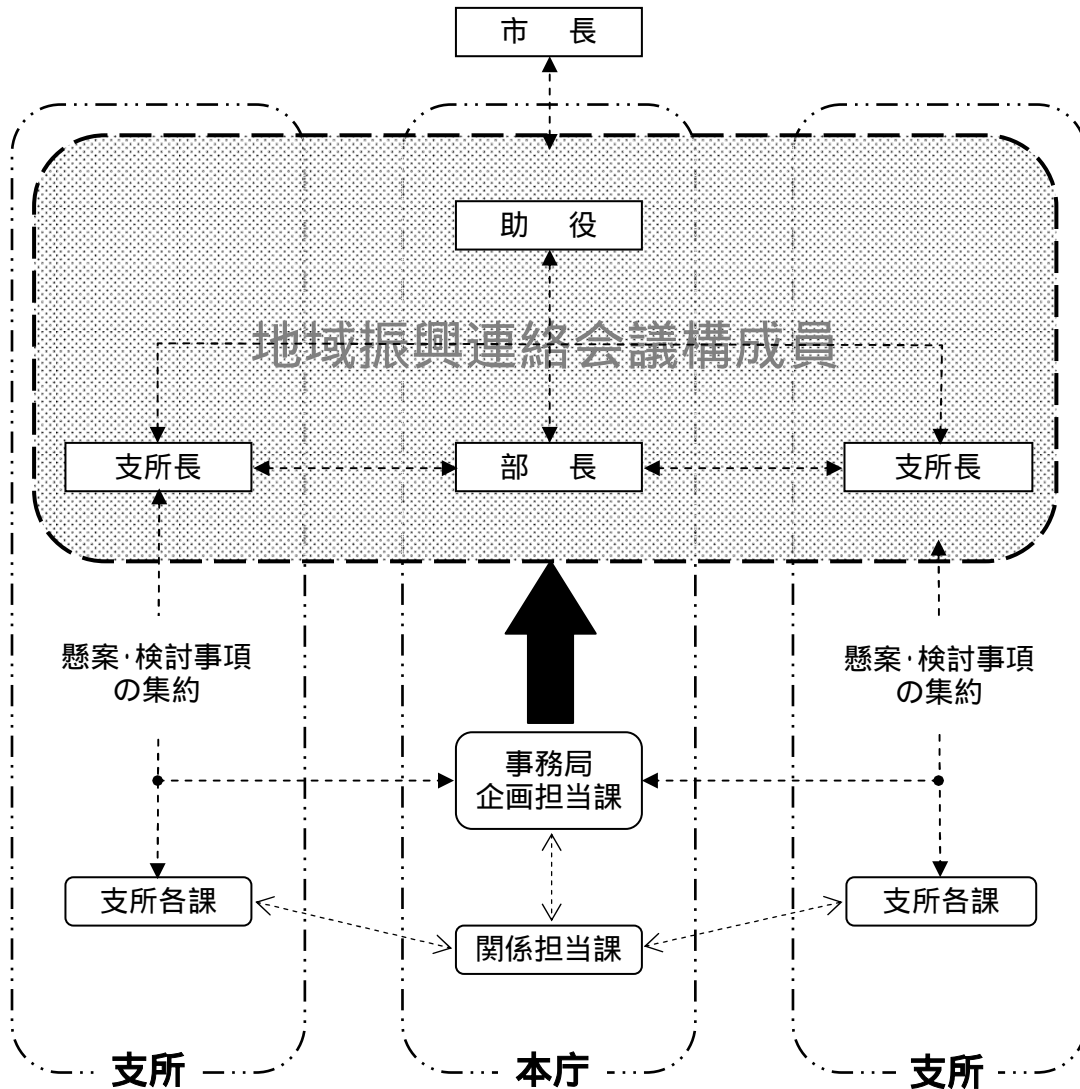 市　長
助　役
地域振興連絡会議構成員
支所長
部　長
支所長
懸案・検討事項
の集約
懸案・検討事項
の集約
事務局
企画担当課
支所各課
支所各課
関係担当課
支所
本庁
支所